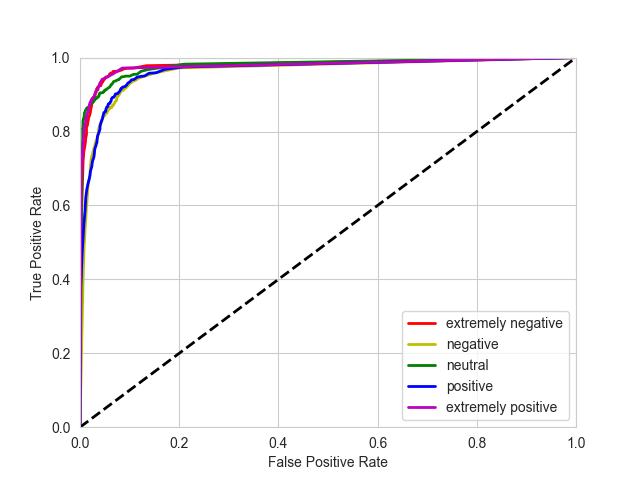 1.0
0.8
0.6
0.4
0.2
0.0
True Positive Rate
extremely negative
negative
neutral
positive
extremely positive
0.0 0.2 0.4 0.6 0.8 1.0
False Positive Rate